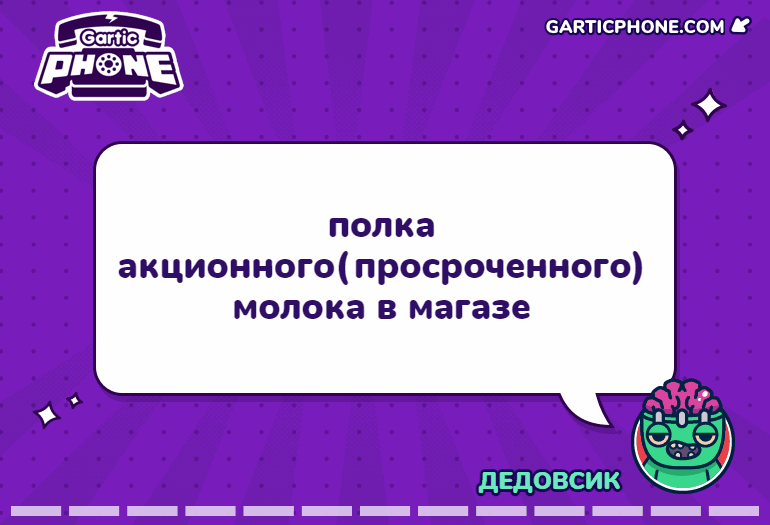 Gartic
PHONE
GARTICPHONE.COM
полка
акционного(просроченного)
молока в магазе
ДЕДОВСИК